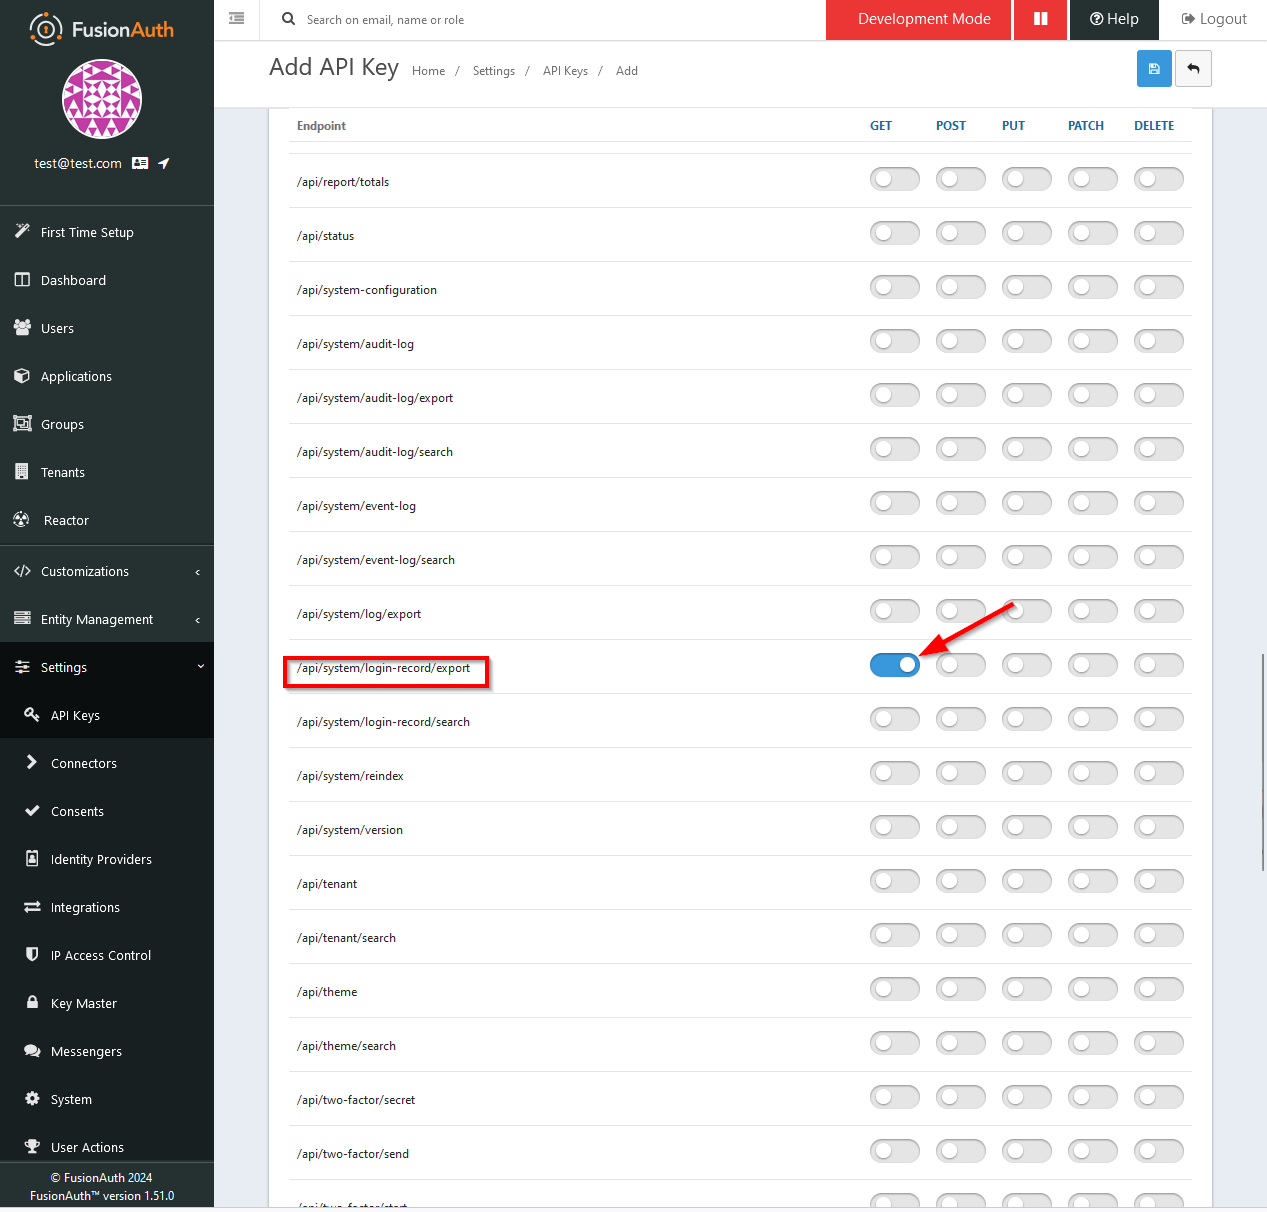 FusionAuth
Search on email, name or role
Development Mode
Help
Logout
Add API Key
Home / Settings / API Keys / Add
test@test.com
First Time Setup
Dashboard
Users
Applications
Groups
Tenants
Reactor
Customizations
Entity Management
Settings
API Keys
Connectors
Consents
Identity Providers
Integrations
IP Access Control
Key Master
Messengers
System
User Actions
© FusionAuth 2024
FusionAuth™ version 1.51.0
Endpoint GET POST PUT PATCH DELETE
/api/report/totals
/api/status
/api/system-configuration
/api/system/audit-log
/api/system/audit-log/export
/api/system/audit-log/search
/api/system/event-log
/api/system/event-log/search
/api/system/log/export
/api/system/login-record/export
/api/system/login-record/search
/api/system/reindex
/api/system/version
/api/tenant
/api/tenant/search
/api/theme
/api/theme/search
/api/two-factor/secret
/api/two-factor/send
/api/two-factor/start